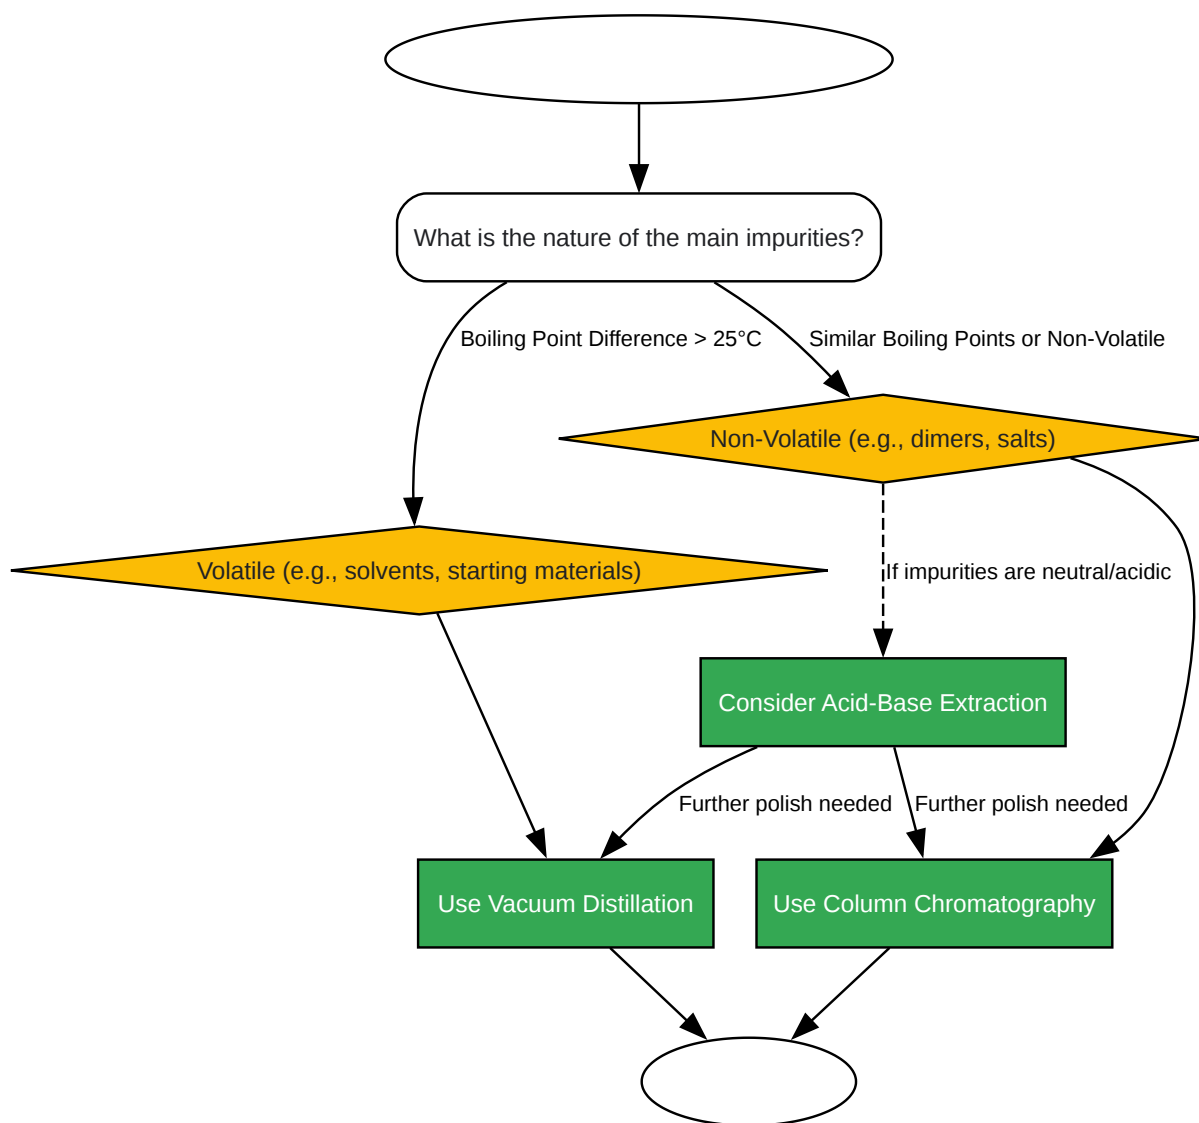 What is the nature of the main impurities?
Boiling Point Difference > 25°C
Similar Boiling Points or Non-Volatile
Non-Volatile (e.g., dimers, salts)
Volatile (e.g., solvents, starting materials)
If impurities are neutral/acidic
Consider Acid-Base Extraction
Further polish needed
Further polish needed
Use Vacuum Distillation
Use Column Chromatography